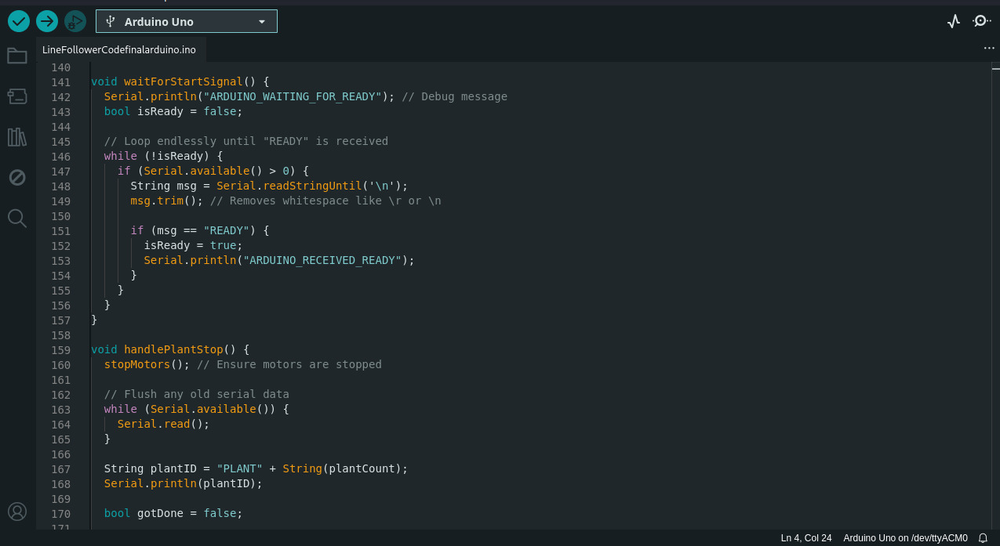 Arduino Uno
LineFollowerCodefinalarduino.ino
140
141 void waitForStartSignal() {
142 Serial.println("ARDUINO_WAITING_FOR_READY"); // Debug message
143 bool isReady = false;
144
145 // Loop endlessly until "READY" is received
146 while (!isReady) {
147 if (Serial.available() > 0) {
148 String msg = Serial.readStringUntil('\n');
149 msg.trim(); // Removes whitespace like \r or \n
150
151 if (msg == "READY") {
152 isReady = true;
153 Serial.println("ARDUINO_RECEIVED_READY");
154 }
155 }
156 }
157 }
158
159 void handlePlantStop() {
160 stopMotors(); // Ensure motors are stopped
161
162 // Flush any old serial data
163 while (Serial.available()) {
164 Serial.read();
165 }
166
167 String plantID = "PLANT" + String(plantCount);
168 Serial.println(plantID);
169
170 bool gotDone = false;
171
Ln 4, Col 24 Arduino Uno on /dev/ttyACM0